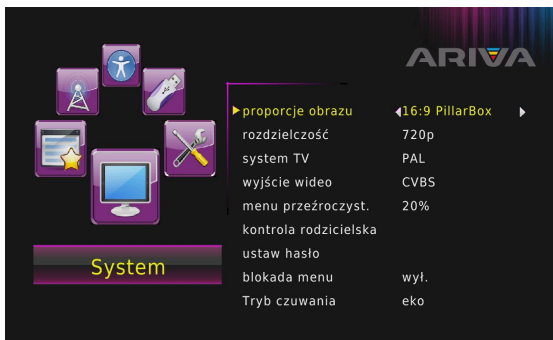 ARIVA
proporcje obrazu 16:9 PillarBox
rozdzielczość 720p
system TV PAL
wyjście wideo CVBS
menu przeźroczyst. 20%
kontrola rodzicielska
ustaw hasło
System
blokada menu wył.
Tryb czuwania eko